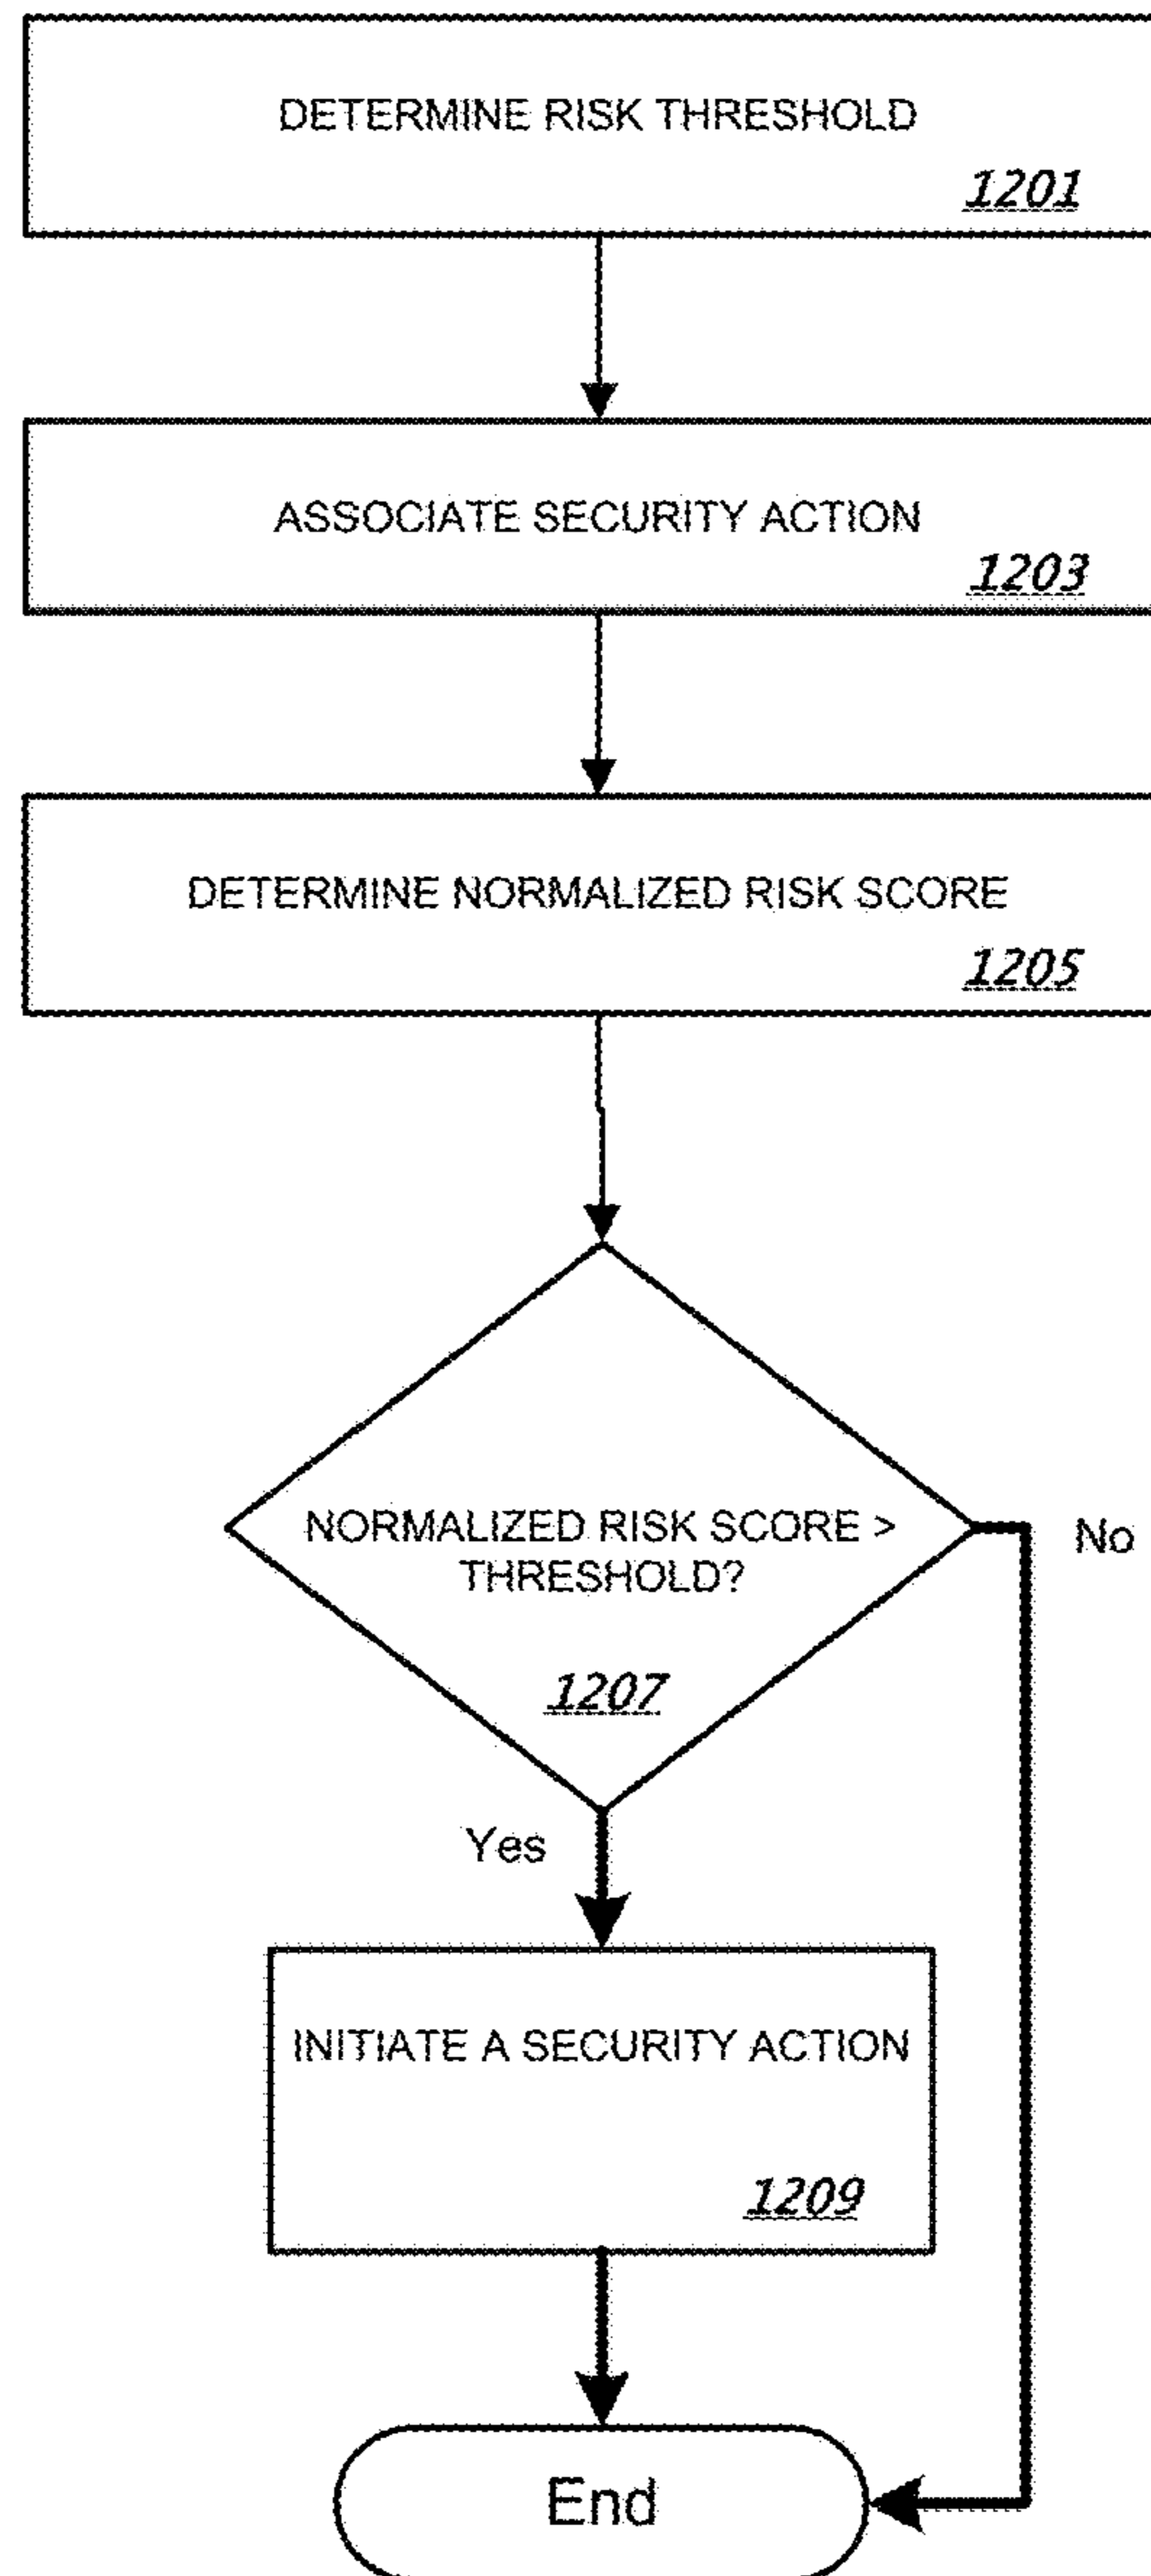 DETERMINE RISK THRESHOLD
1201
ASSOCIATE SECURITY ACTION
1203
DETERMINE NORMALIZED RISK SCORE
1205
NORMALIZED RISK SCORE >
THRESHOLD?
No
1207
Yes
INITIATE A SECURITY ACTION
1209
End